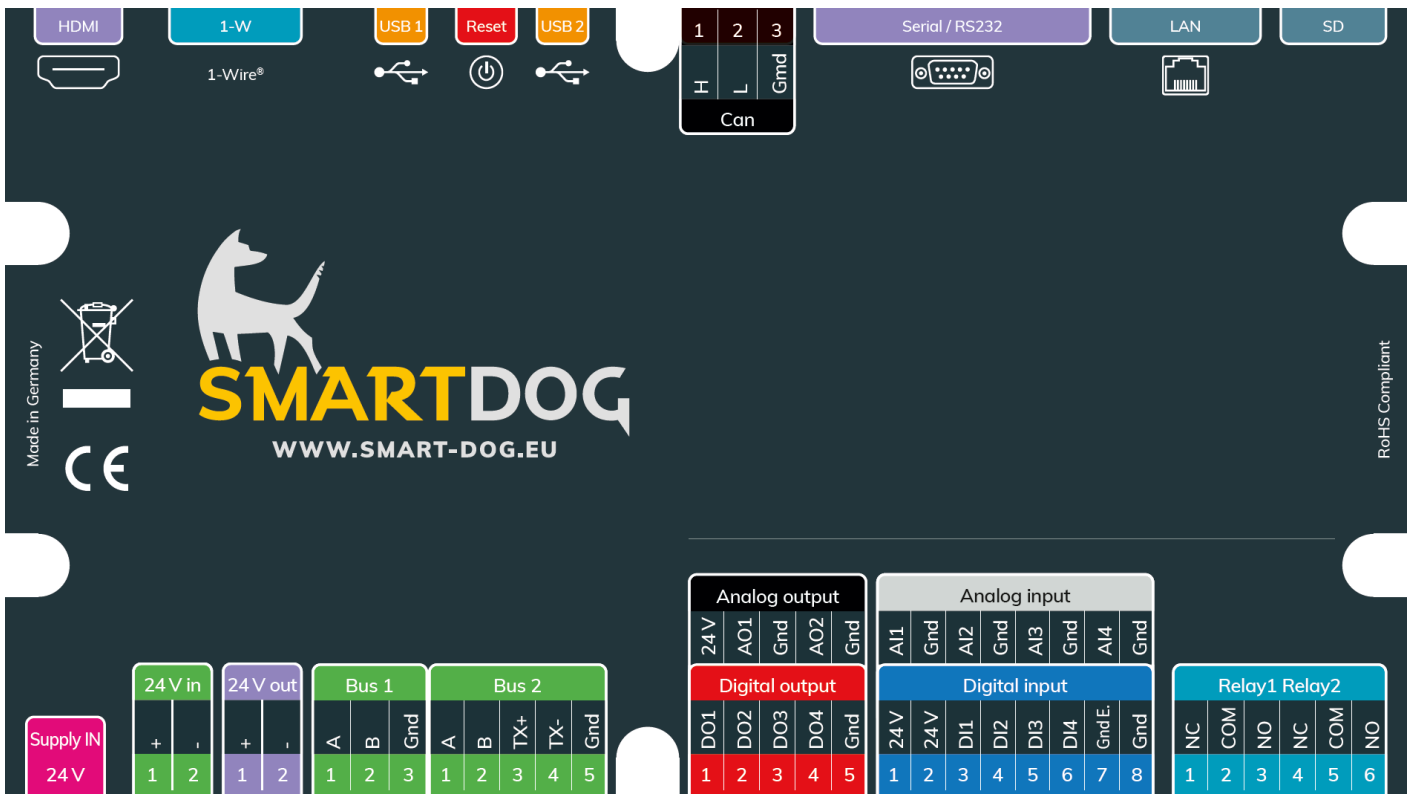 HDMI
1-W
USB 1
Reset
USB 2
1 2 3
Serial / RS232
LAN
SD
1-Wire®
H L Gmd
Can
Made in Germany
CE
SMARTDOG
WWW.SMART-DOG.EU
RoHS Compliant
Analog output
24 V AO1 Gnd AO2 Gnd
Analog input
AI1 Gnd AI2 Gnd AI3 Gnd AI4 Gnd
Supply IN
24 V
24 V in
+ -
1 2
24 V out
+ -
1 2
Bus 1
A B Gnd
1 2 3
Bus 2
A B TX+ TX- Gnd
1 2 3 4 5
Digital output
DO1 DO2 DO3 DO4 Gnd
1 2 3 4 5
Digital input
24 V 24 V DI1 DI2 DI3 DI4 Gnd E. Gnd
1 2 3 4 5 6 7 8
Relay1 Relay2
NC COM NO NC COM NO
1 2 3 4 5 6